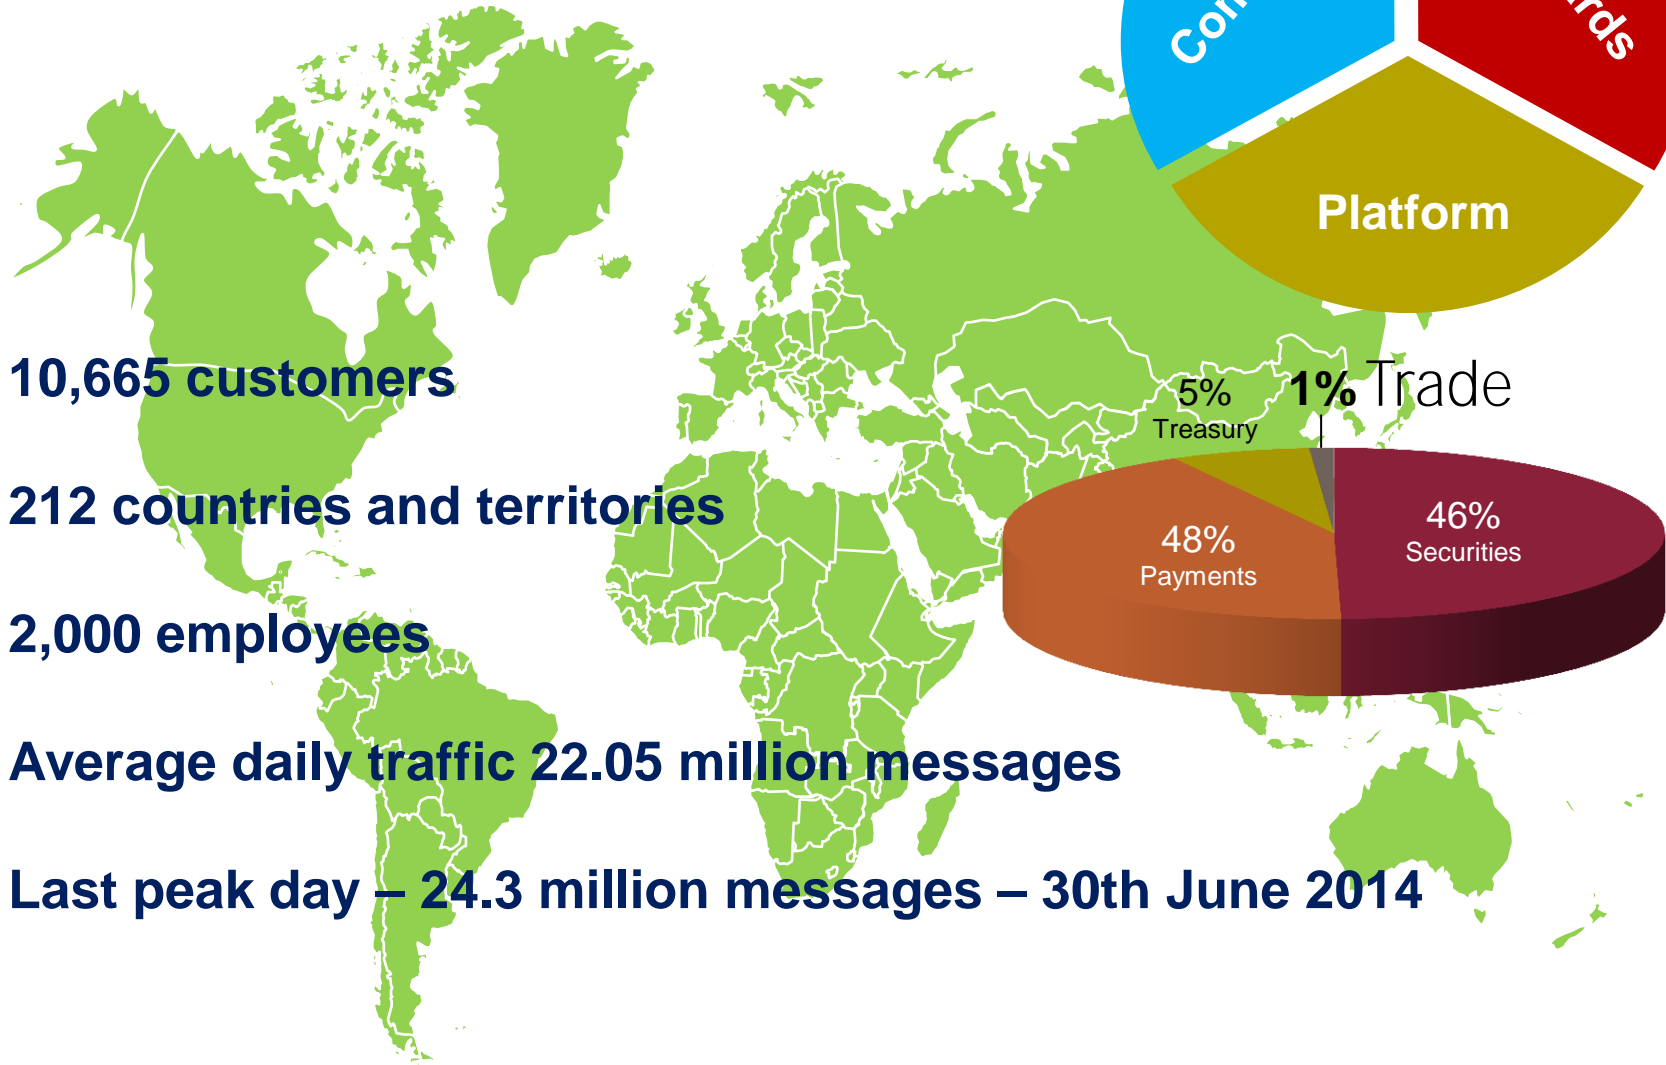 Platform
10,665 customers
5%
Treasury
1% Trade
212 countries and territories
46%
Securities
48%
Payments
2,000 employees
Average daily traffic 22.05 million messages
Last peak day – 24.3 million messages – 30th June 2014